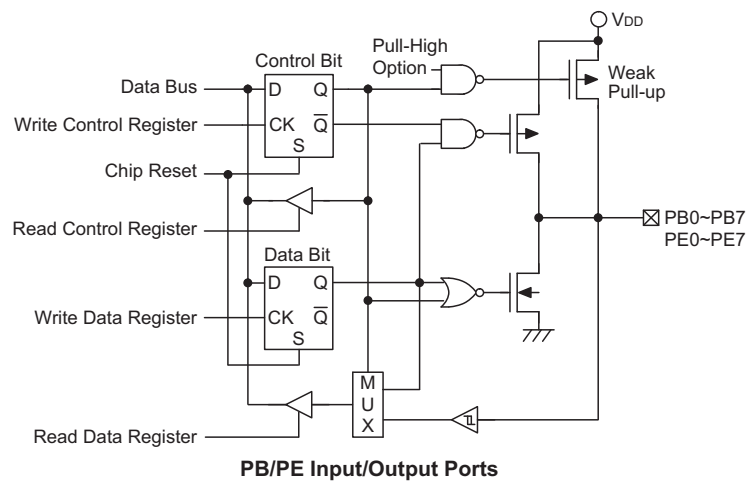 VDD
Control Bit
Pull-High
Option
Weak
Pull-up
Data Bus
D Q
Write Control Register
CK Q
S
Chip Reset
Read Control Register
PB0~PB7
PE0~PE7
Data Bit
D Q
Write Data Register
CK Q
S
M
U
X
Read Data Register
PB/PE Input/Output Ports